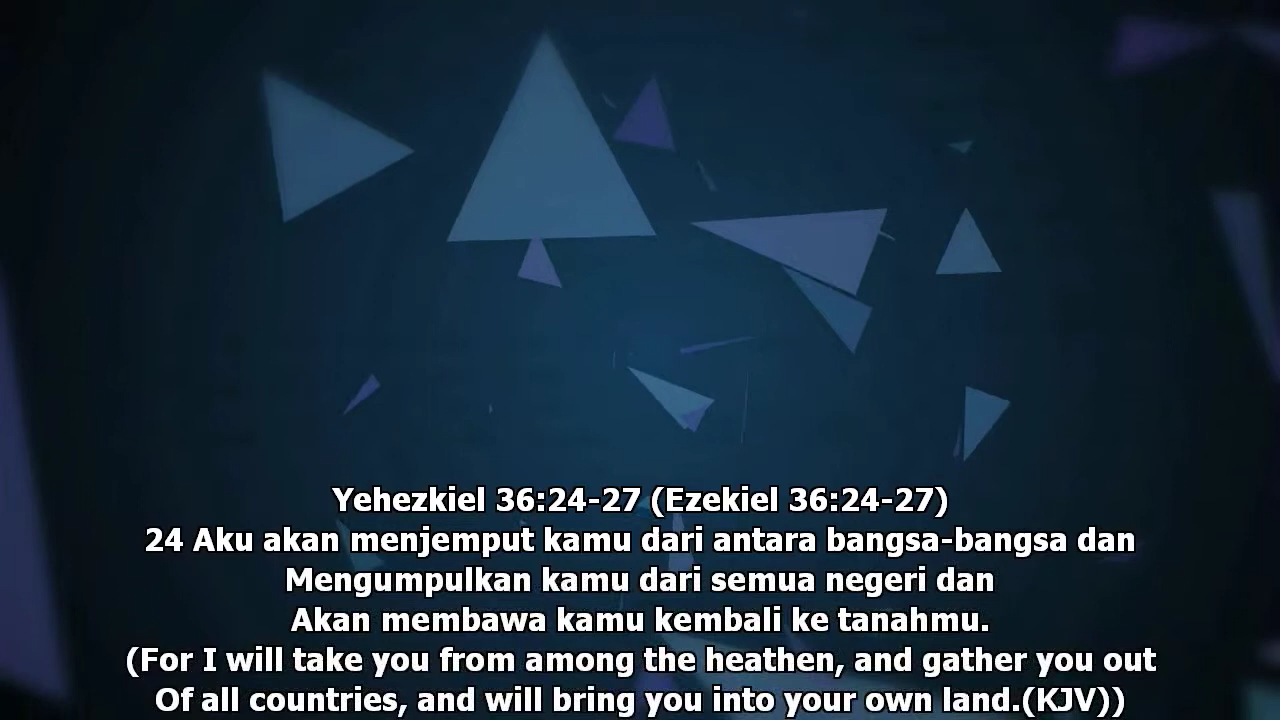 Yehezkiel 36:24-27 (Ezekiel 36:24-27)
24 Aku akan menjemput kamu dari antara bangsa-bangsa dan
Mengumpulkan kamu dari semua negeri dan
Akan membawa kamu kembali ke tanahmu.
(For I will take you from among the heathen, and gather you out
Of all countries, and will bring you into your own land.(KJV))